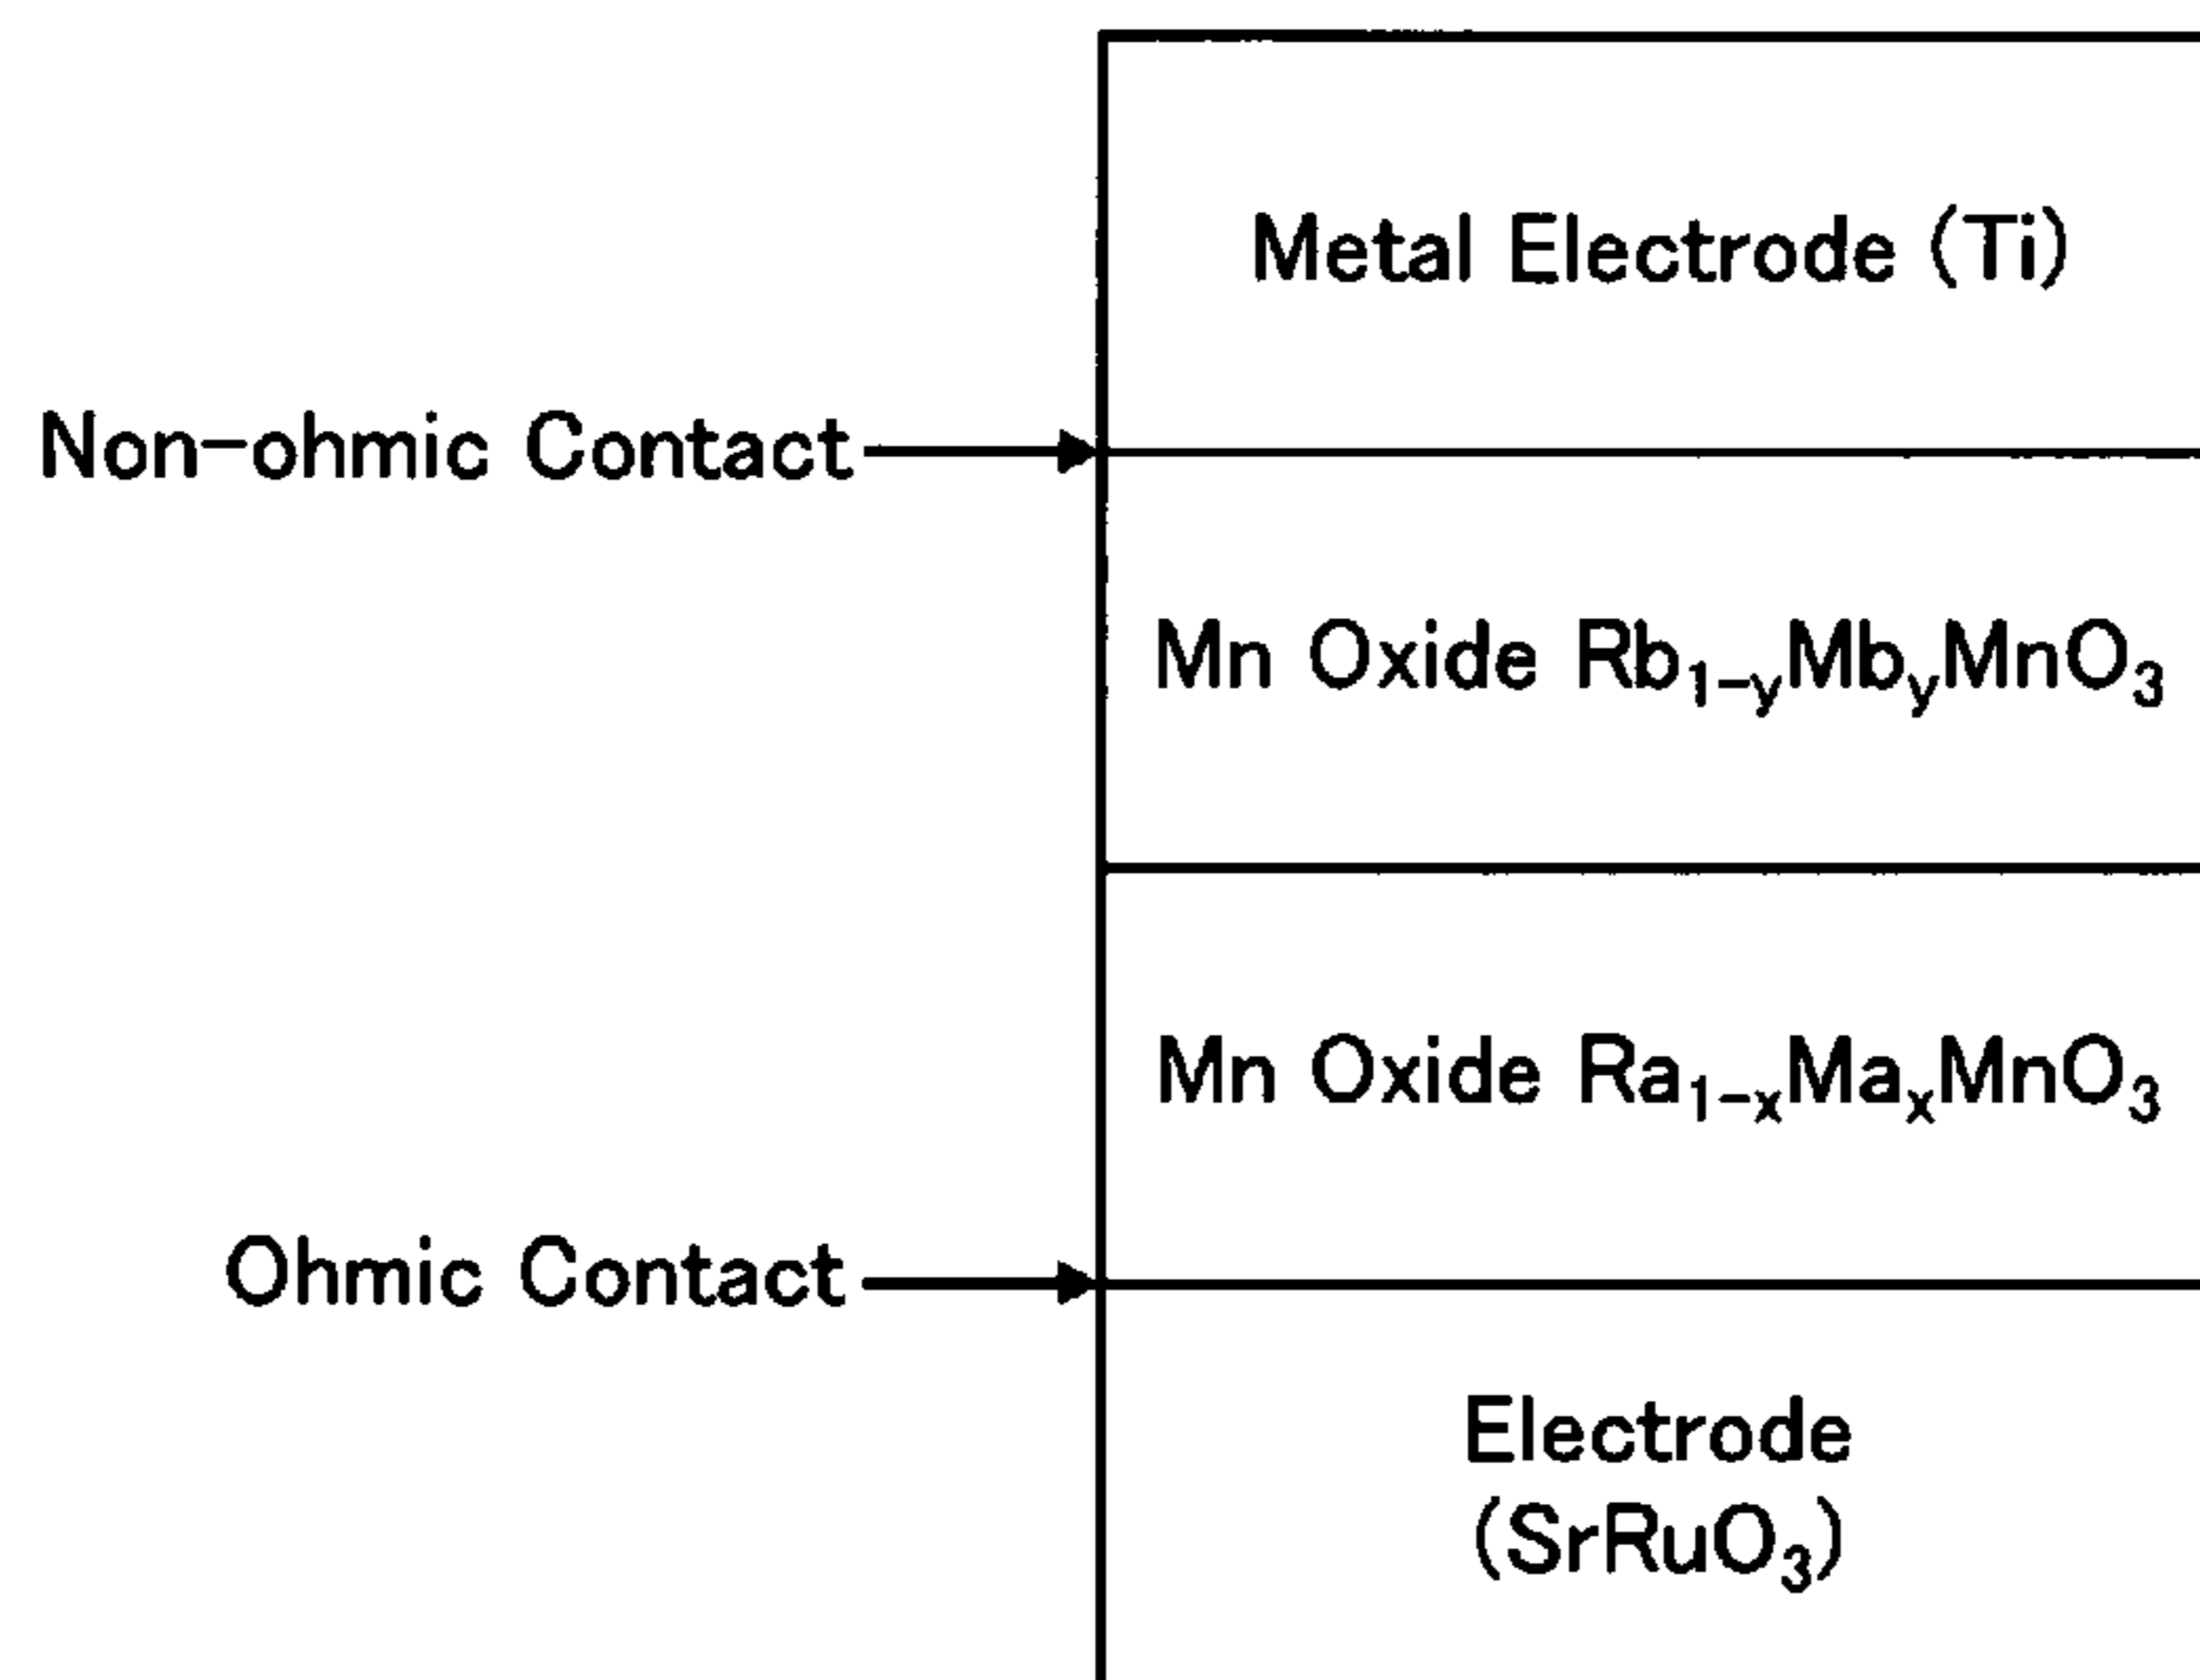 Metal Electrode (Ti)
Non-ohmic Contact
Mn Oxide Rb₁₋yMbyMnO₃
Mn Oxide Ra₁₋ₓMaₓMnO₃
Ohmic Contact
Electrode
(SrRuO₃)